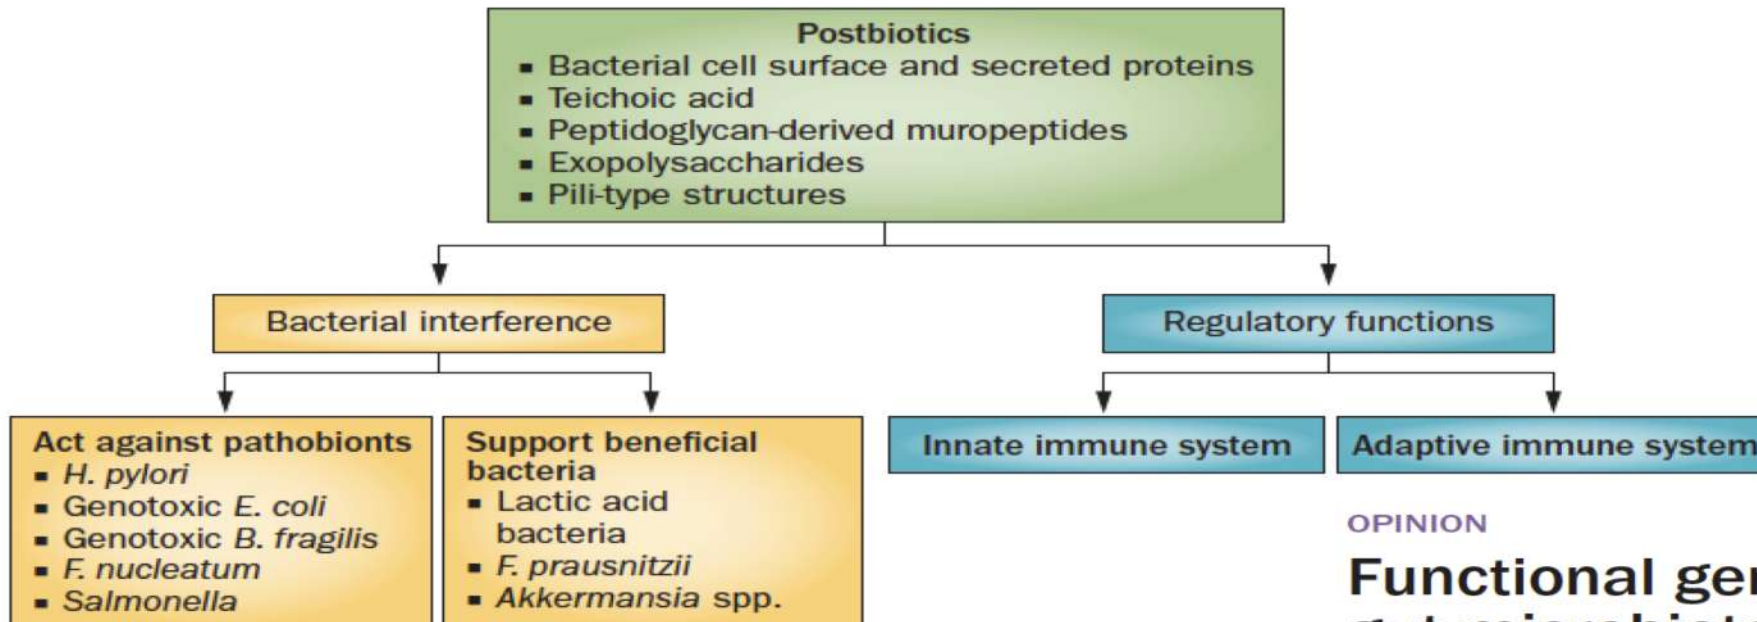 Postbiotics
▪ Bacterial cell surface and secreted proteins
▪ Teichoic acid
▪ Peptidoglycan-derived muropeptides
▪ Exopolysaccharides
▪ Pili-type structures
Bacterial interference
Regulatory functions
Act against pathobionts
▪ H. pylori
▪ Genotoxic E. coli
▪ Genotoxic B. fragilis
▪ F. nucleatum
▪ Salmonella
Support beneficial
bacteria
▪ Lactic acid
bacteria
▪ F. prausnitzii
▪ Akkermansia spp.
Innate immune system
Adaptive immune system
OPINION
Functional